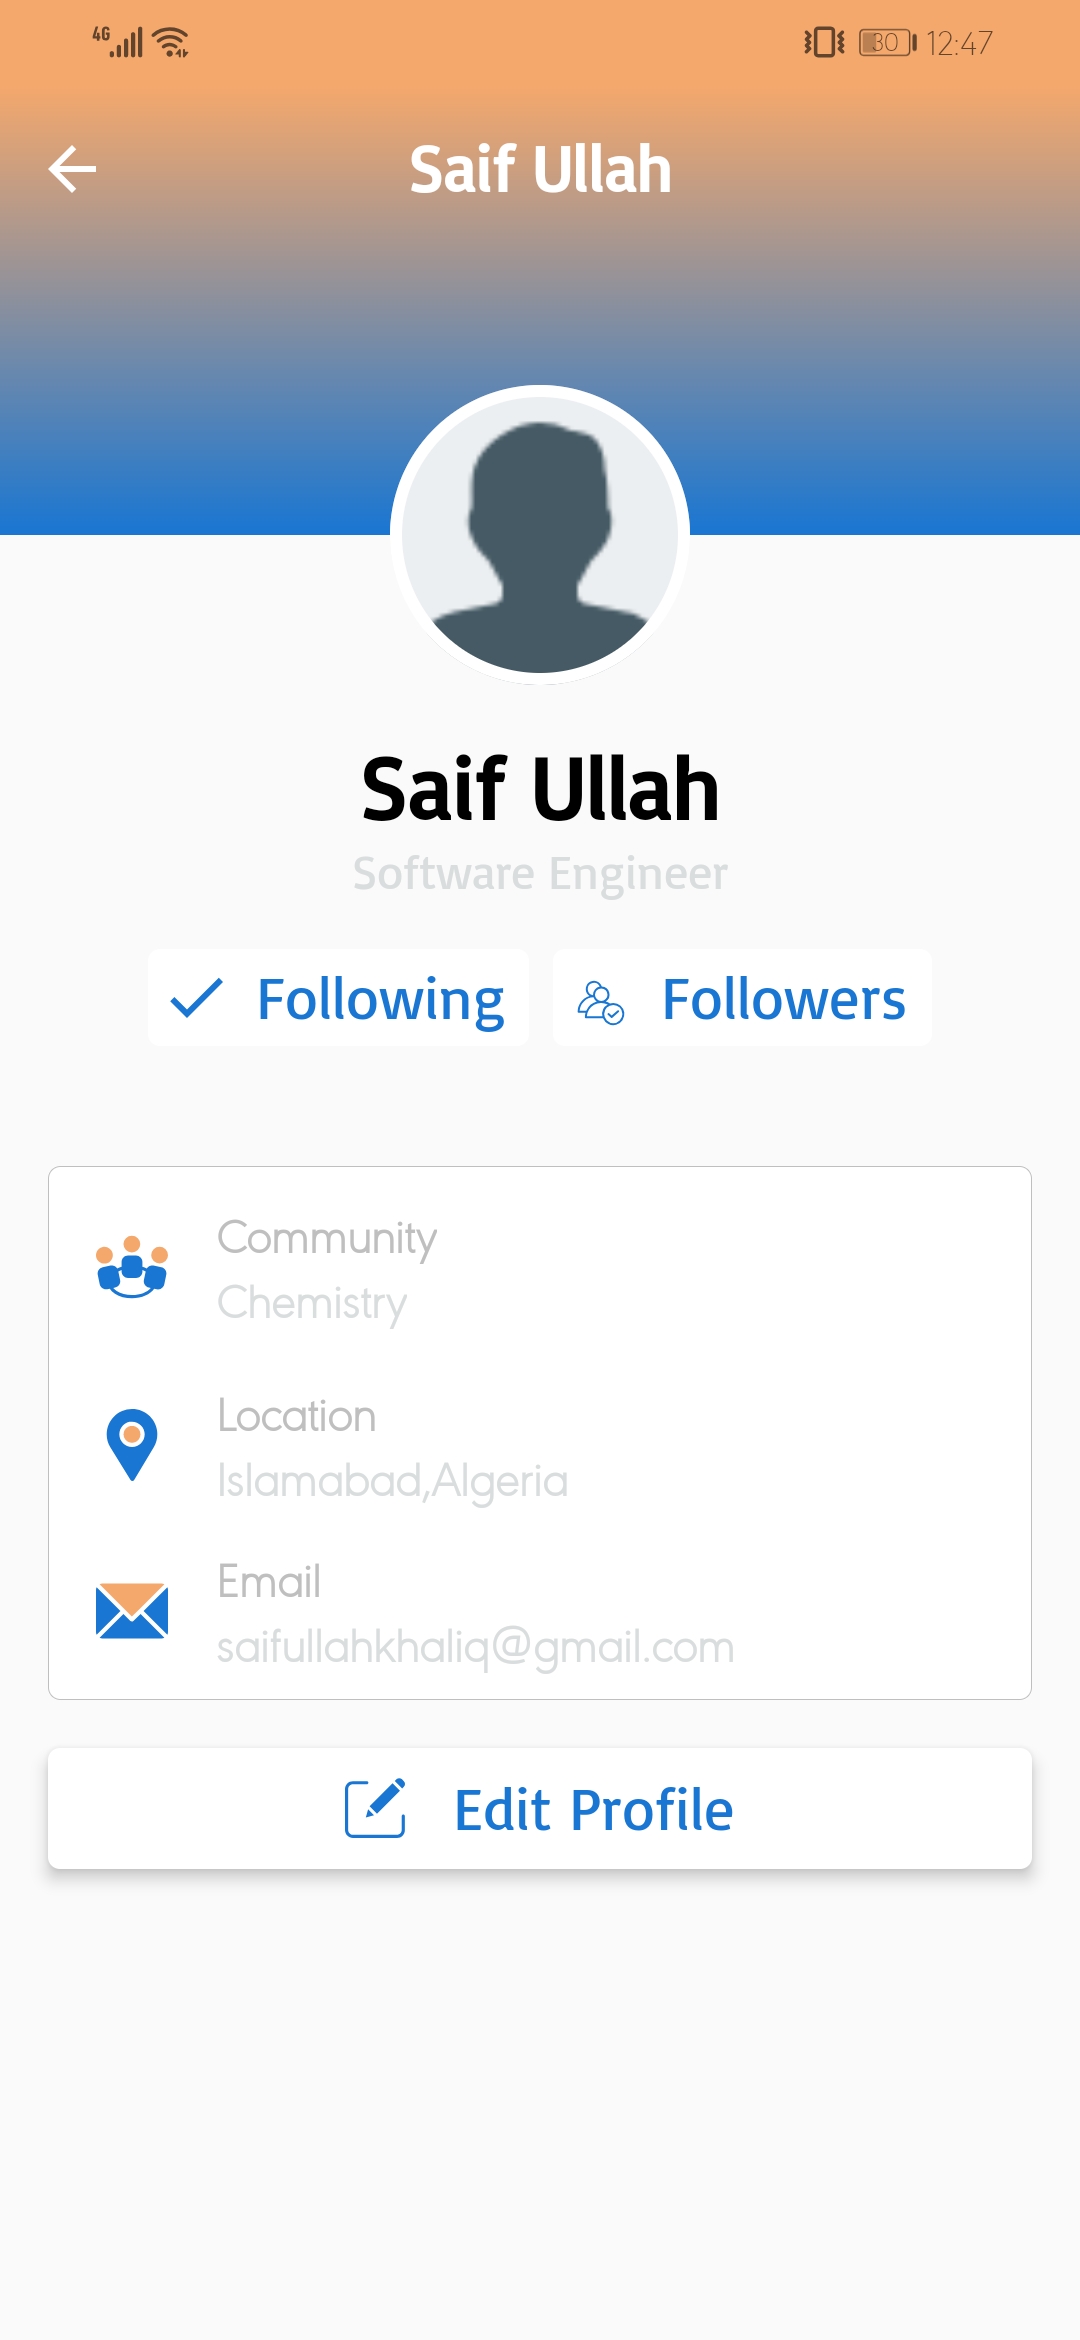 4G 30 12:47
Saif Ullah
Saif Ullah
Software Engineer
Following Followers
Community
Chemistry
Location
Islamabad,Algeria
Email
saifullahkhaliq@gmail.com
Edit Profile